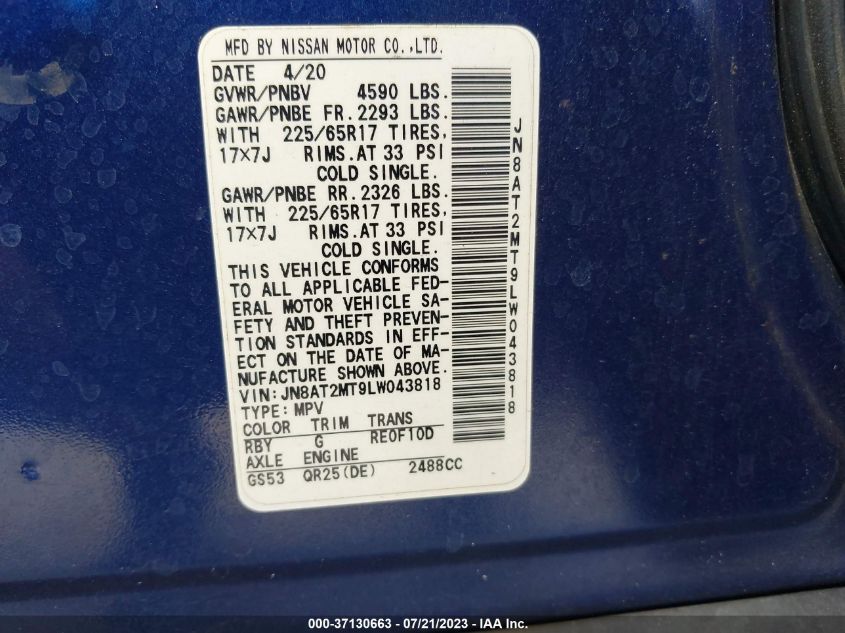 MFD BY NISSAN MOTOR CO.,LTD.
DATE 4/20
GVWR/PNBV 4590 LBS.
GAWR/PNBE FR. 2293 LBS.
WITH 225/65R17 TIRES,
17×7J RIMS.AT 33 PSI
COLD SINGLE.
GAWR/PNBE RR. 2326 LBS.
WITH 225/65R17 TIRES,
17×7J RIMS.AT 33 PSI
COLD SINGLE.
THIS VEHICLE CONFORMS
TO ALL APPLICABLE FED-
ERAL MOTOR VEHICLE SA-
FETY AND THEFT PREVEN-
TION STANDARDS IN EFF-
ECT ON THE DATE OF MA-
NUFACTURE SHOWN ABOVE.
VIN: JN8AT2MT9LW043818
TYPE: MPV
COLOR TRIM TRANS
RBY G RE0F10D
AXLE ENGINE
GS53 QR25(DE) 2488CC
JN8AT2MT9LW043818
000-37130663 - 07/21/2023 - IAA Inc.